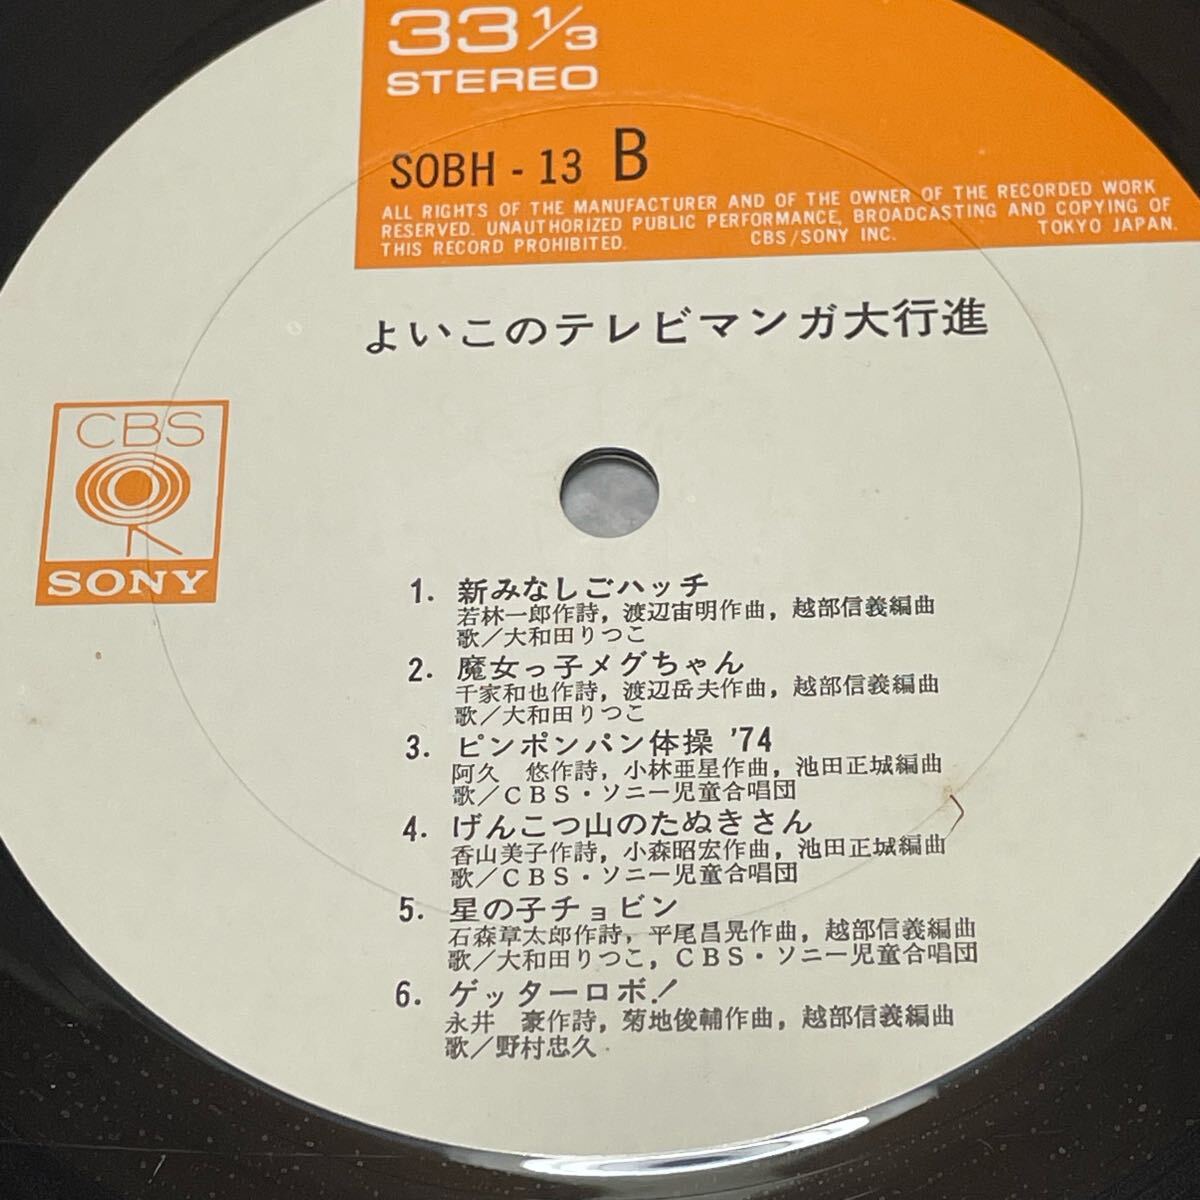 33 1/3
STEREO
SOBH - 13 B
ALL RIGHTS OF THE MANUFACTURER AND OF THE OWNER OF THE RECORDED WORK
RESERVED. UNAUTHORIZED PUBLIC PERFORMANCE, BROADCASTING AND COPYING OF
THIS RECORD PROHIBITED. CBS/SONY INC. TOKYO JAPAN.
よいこのテレビマンガ大行進
CBS
SONY
1. 新みなしごハッチ
若林一郎作詩, 渡辺宙明作曲, 越部信義編曲
歌/大和田りつこ
2. 魔女っ子メグちゃん
千家和也作詩, 渡辺岳夫作曲, 越部信義編曲
歌/大和田りつこ
3. ピンポンパン体操 '74
阿久 悠作詩, 小林亜星作曲, 池田正城編曲
歌/CBS・ソニー児童合唱団
4. げんこつ山のたぬきさん
香山美子作詩, 小森昭宏作曲, 池田正城編曲
歌/CBS・ソニー児童合唱団
5. 星の子チョビン
石森章太郎作詩, 平尾昌晃作曲, 越部信義編曲
歌/大和田りつこ, CBS・ソニー児童合唱団
6. ゲッターロボ!
永井 豪作詩, 菊地俊輔作曲, 越部信義編曲
歌/野村忠久